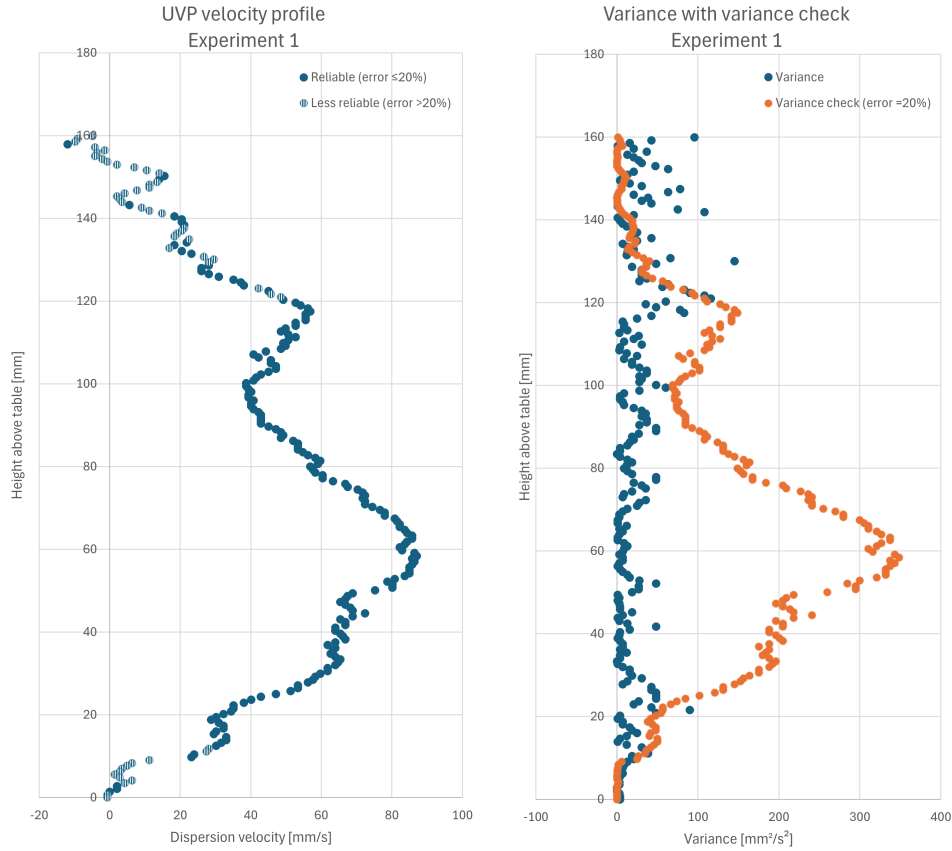 UVP velocity profile
Experiment 1
180
160
140
120
100
80
60
40
20
0
-20
0
20
40
60
80
100
Height above table [mm]
Dispersion velocity [mm/s]
Reliable (error ≤20%)
Less reliable (error >20%)
Variance with variance check
Experiment 1
180
160
140
120
100
80
60
40
20
0
-100
0
100
200
300
400
Height above table [mm]
Variance [mm²/s²]
Variance
Variance check (error =20%)